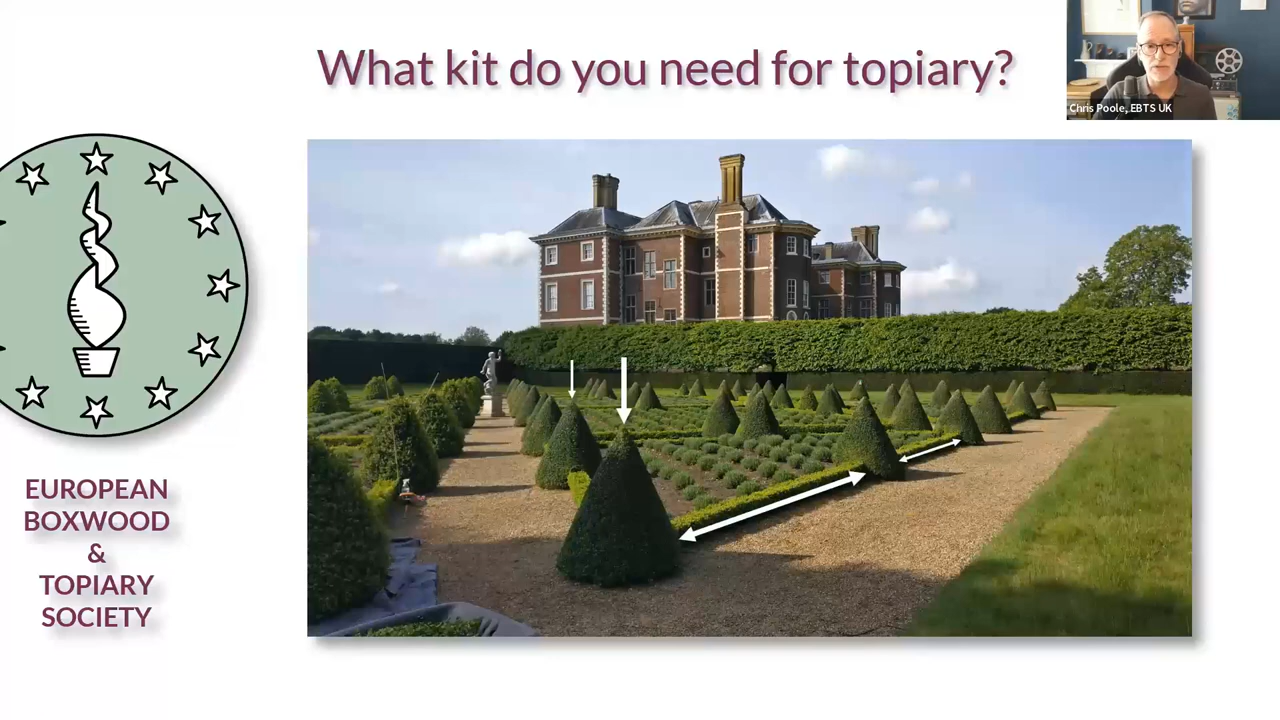 What kit do you need for topiary?
Chris Poole, EBTS UK
EUROPEAN
BOXWOOD
&
TOPIARY
SOCIETY